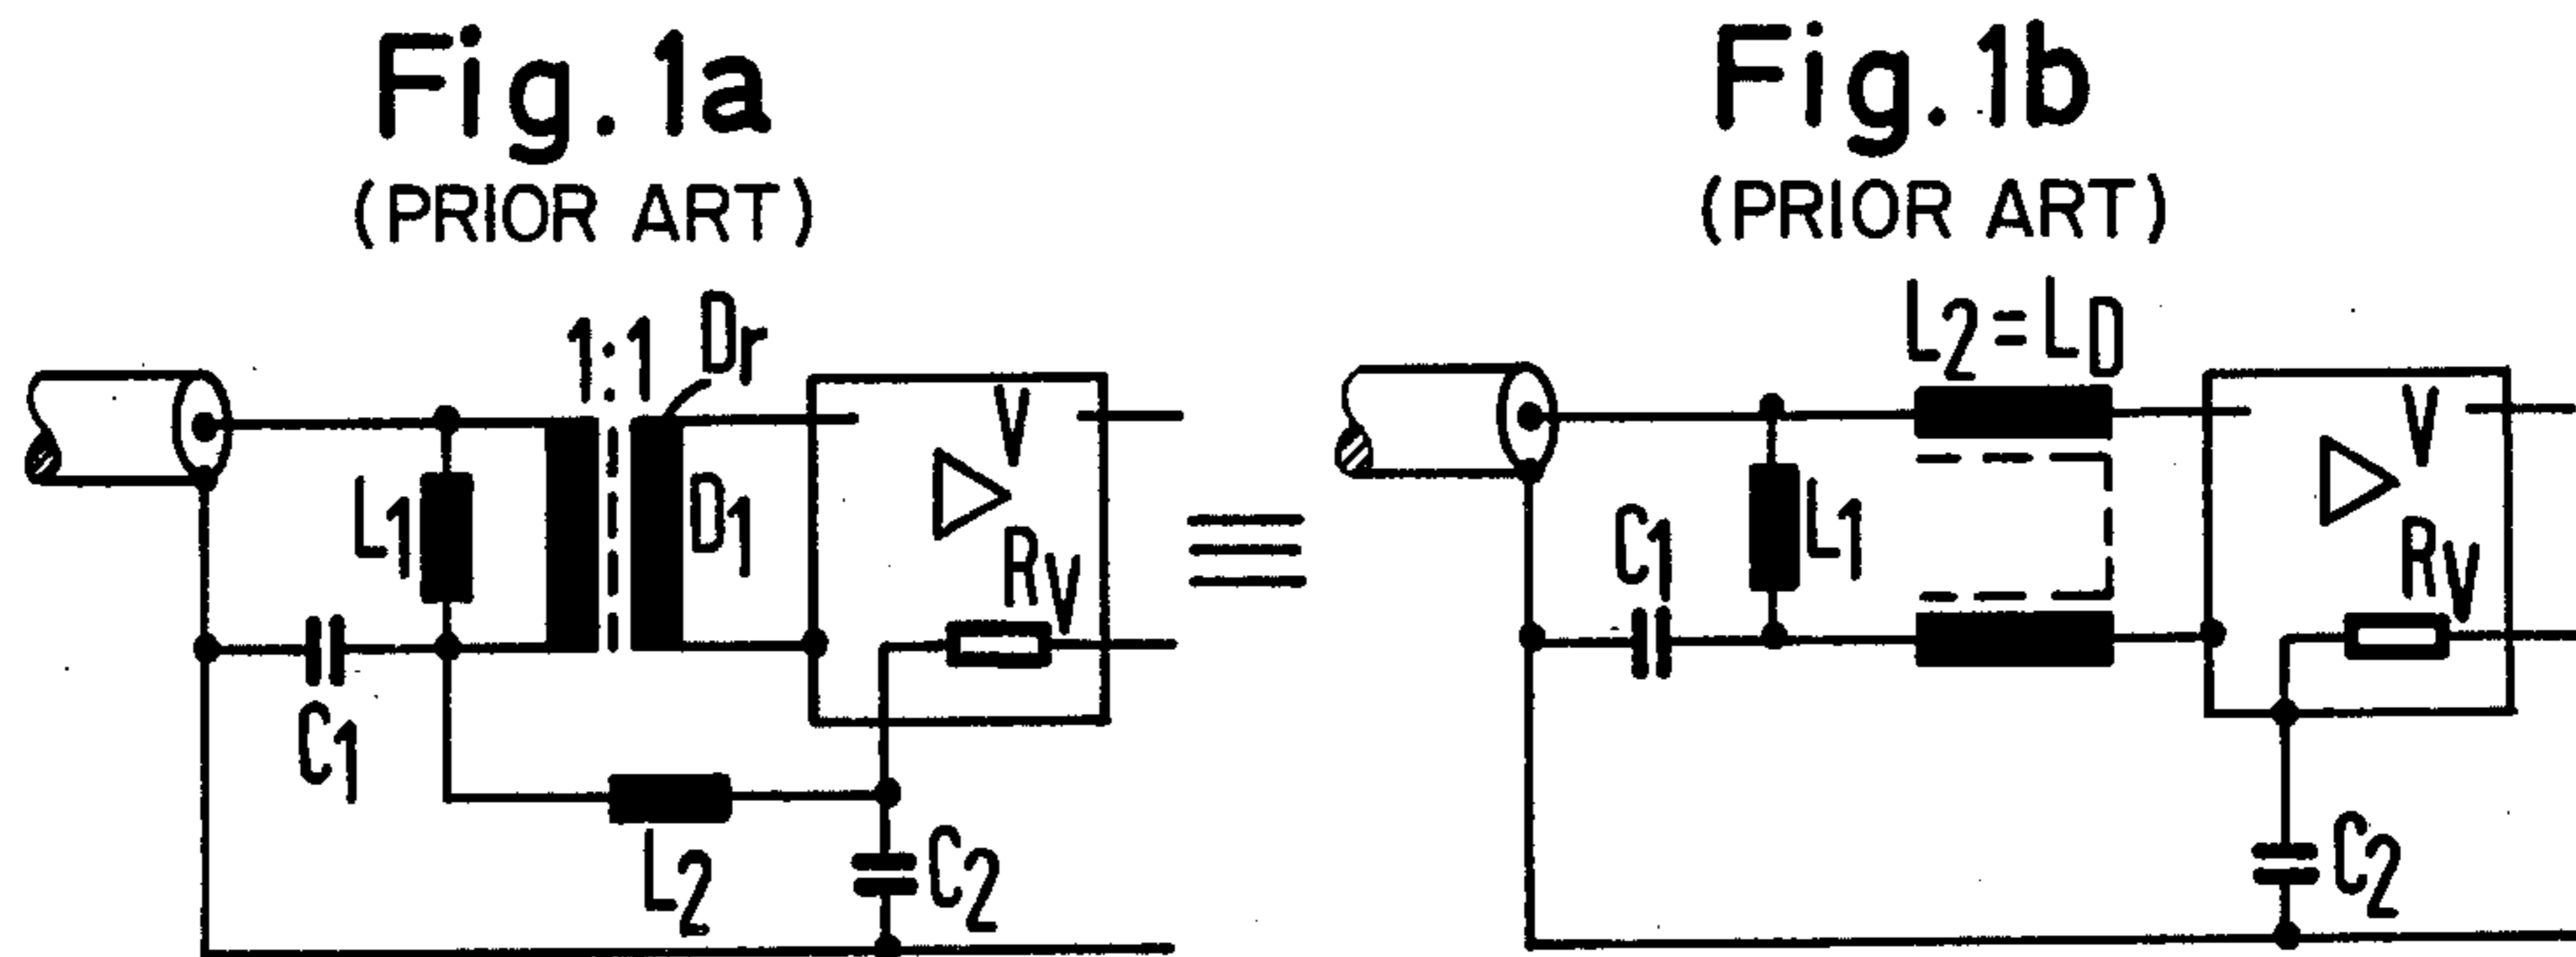 Fig. 1a
(PRIOR ART)
1:1
Dr
L1
D1
V
RV
C1
L2
C2
Fig. 1b
(PRIOR ART)
L2 = LD
C1
L1
V
RV
C2